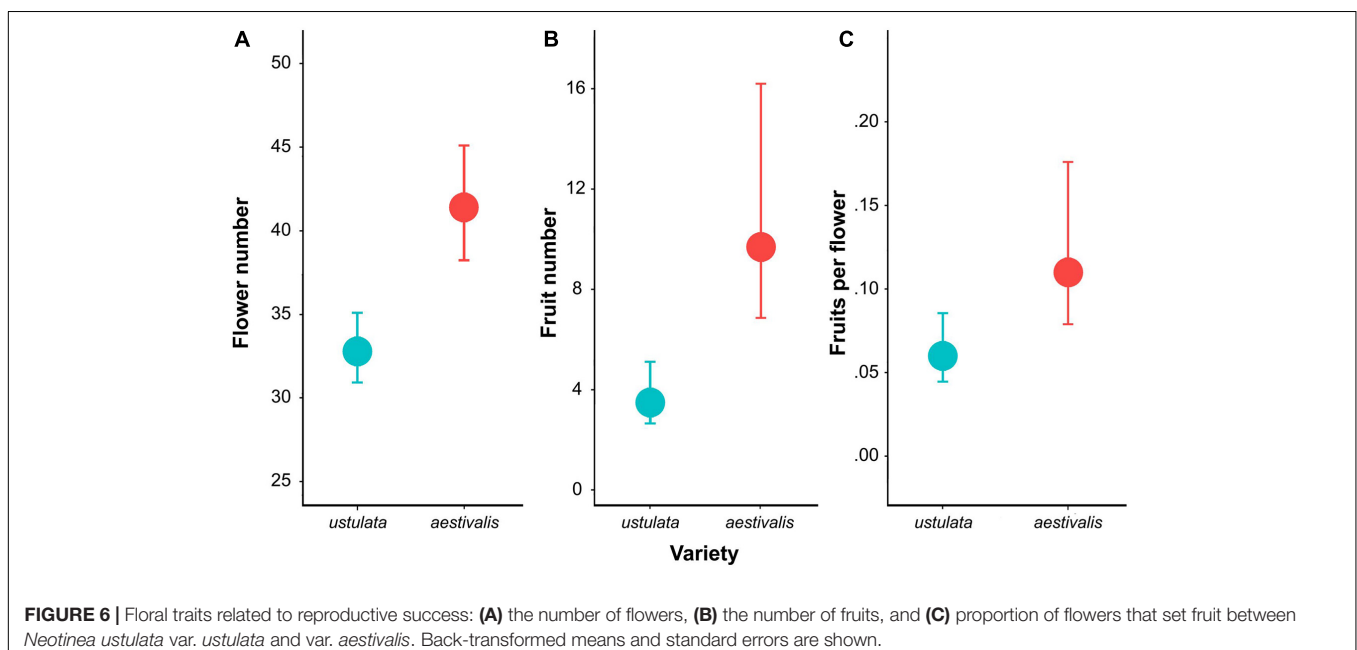 A
B
C
50
45
40
35
30
25
Flower number
ustulata
aestivalis
16
12
8
4
0
Fruit number
ustulata
aestivalis
.20
.15
.10
.05
.00
Fruits per flower
ustulata
aestivalis
Variety
FIGURE 6 | Floral traits related to reproductive success: (A) the number of flowers, (B) the number of fruits, and (C) proportion of flowers that set fruit between
Neotinea ustulata var. ustulata and var. aestivalis. Back-transformed means and standard errors are shown.